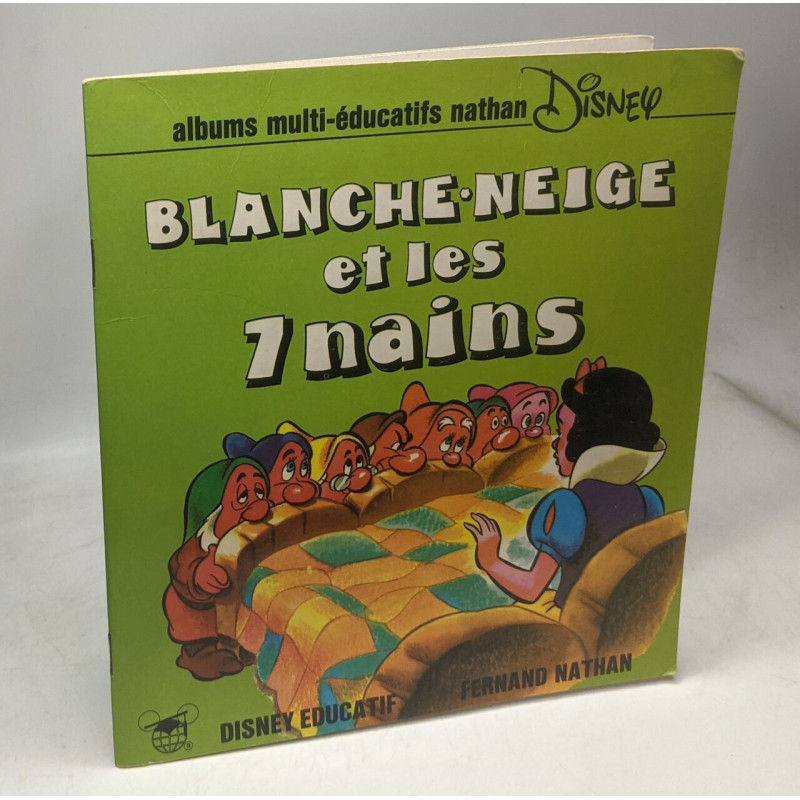 albums multi-éducatifs nathan DISNEY
BLANCHE·NEIGE
et les
7 nains
DISNEY EDUCATIF
FERNAND NATHAN
®